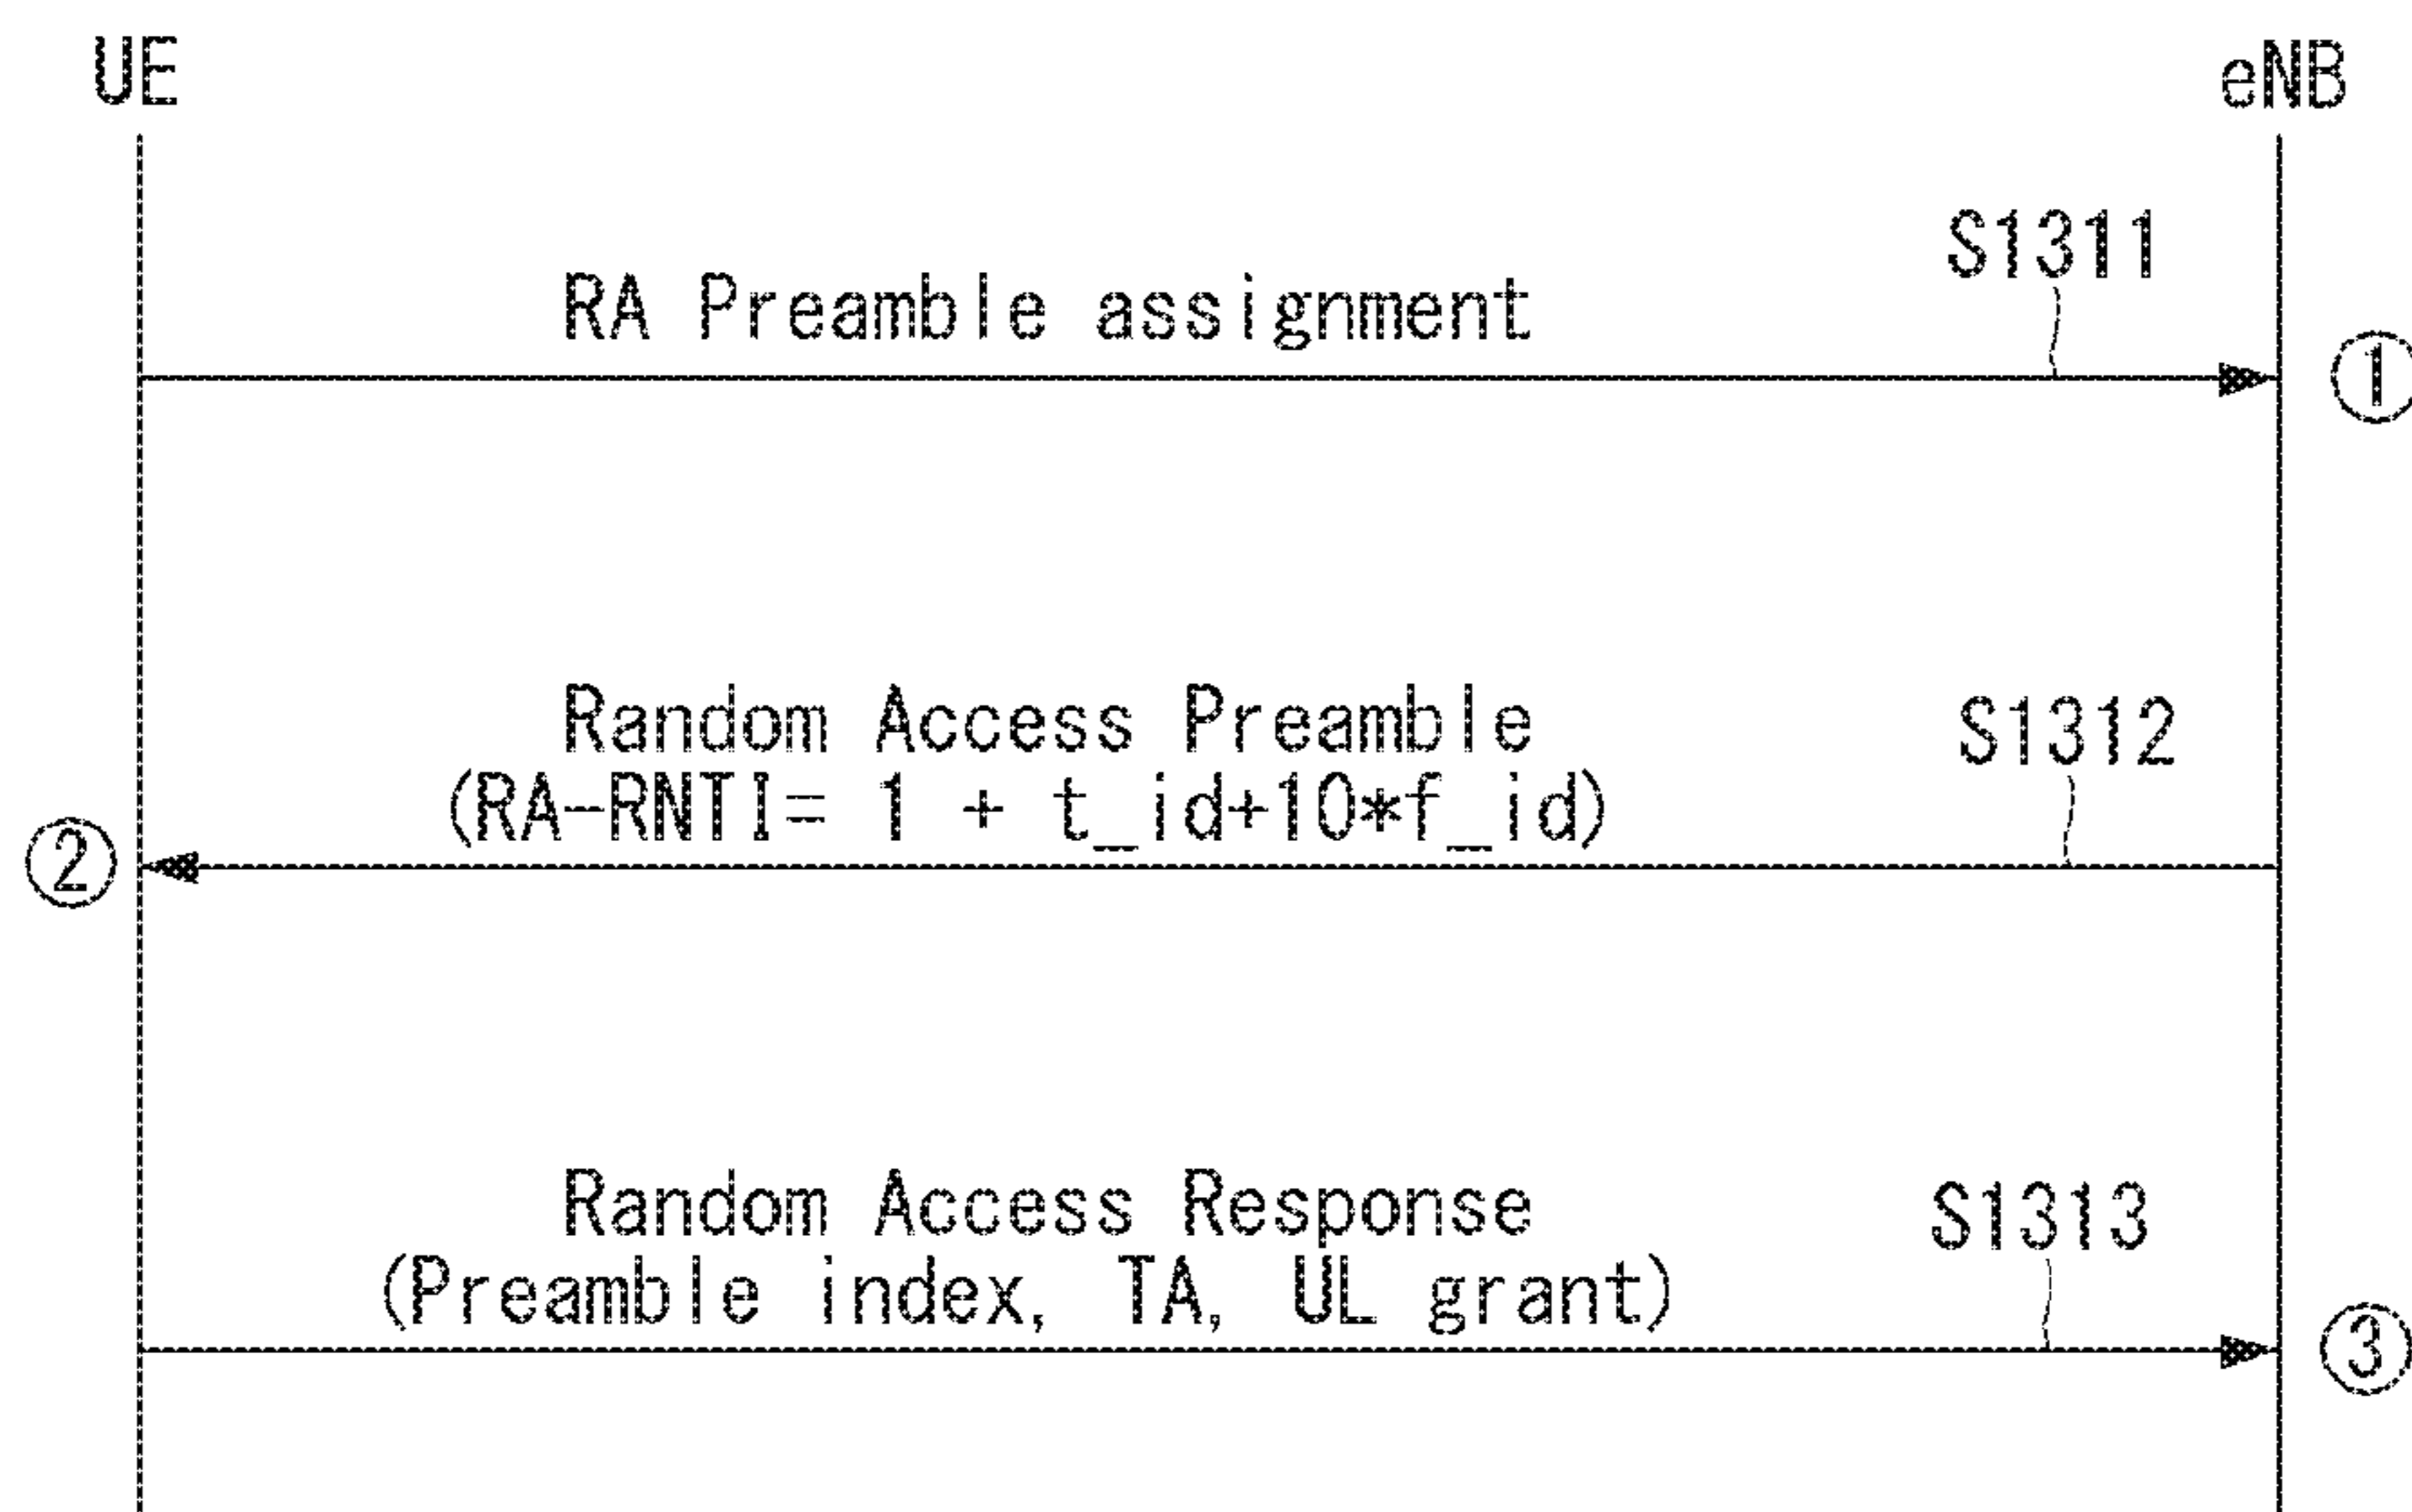 UE
eNB
S1311
RA Preamble assignment
①
Random Access Preamble
S1312
(RA-RNTI= 1 + t_id+10*f_id)
②
Random Access Response
S1313
(Preamble index, TA, UL grant)
③